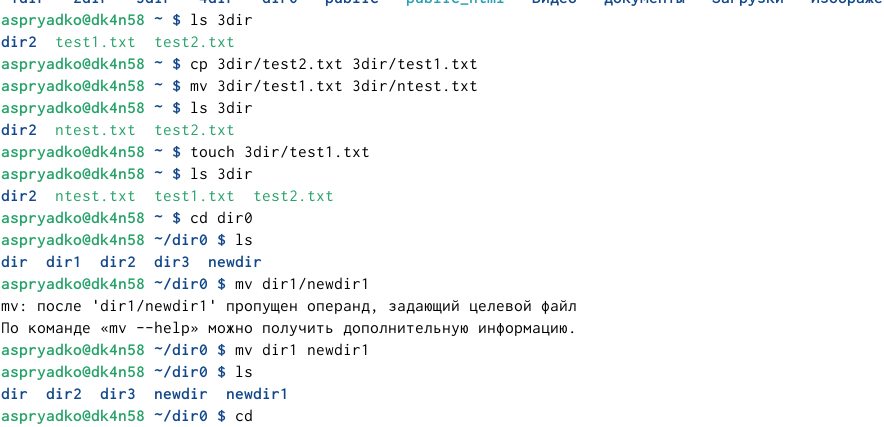 public public_html Видео документы Загрузки
aspryadko@dk4n58 ~ $ ls 3dir
dir2  test1.txt  test2.txt
aspryadko@dk4n58 ~ $ cp 3dir/test2.txt 3dir/test1.txt
aspryadko@dk4n58 ~ $ mv 3dir/test1.txt 3dir/ntest.txt
aspryadko@dk4n58 ~ $ ls 3dir
dir2  ntest.txt  test2.txt
aspryadko@dk4n58 ~ $ touch 3dir/test1.txt
aspryadko@dk4n58 ~ $ ls 3dir
dir2  ntest.txt  test1.txt  test2.txt
aspryadko@dk4n58 ~ $ cd dir0
aspryadko@dk4n58 ~/dir0 $ ls
dir  dir1  dir2  dir3  newdir
aspryadko@dk4n58 ~/dir0 $ mv dir1/newdir1
mv: после 'dir1/newdir1' пропущен операнд, задающий целевой файл
По команде «mv --help» можно получить дополнительную информацию.
aspryadko@dk4n58 ~/dir0 $ mv dir1 newdir1
aspryadko@dk4n58 ~/dir0 $ ls
dir  dir2  dir3  newdir  newdir1
aspryadko@dk4n58 ~/dir0 $ cd